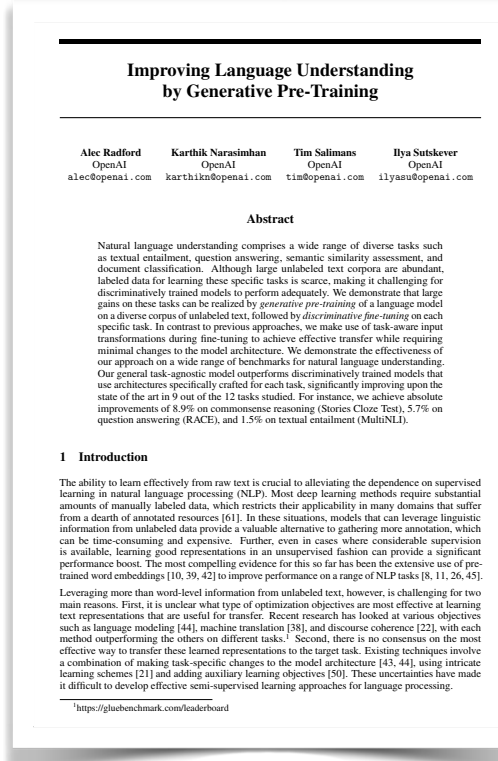 Improving Language Understanding
by Generative Pre-Training
Alec Radford Karthik Narasimhan Tim Salimans Ilya Sutskever
OpenAI OpenAI OpenAI OpenAI
alec@openai.com karthikn@openai.com tim@openai.com ilyasu@openai.com
Abstract
Natural language understanding comprises a wide range of diverse tasks such
as textual entailment, question answering, semantic similarity assessment, and
document classification. Although large unlabeled text corpora are abundant,
labeled data for learning these specific tasks is scarce, making it challenging for
discriminatively trained models to perform adequately. We demonstrate that large
gains on these tasks can be realized by generative pre-training of a language model
on a diverse corpus of unlabeled text, followed by discriminative fine-tuning on each
specific task. In contrast to previous approaches, we make use of task-aware input
transformations during fine-tuning to achieve effective transfer while requiring
minimal changes to the model architecture. We demonstrate the effectiveness of
our approach on a wide range of benchmarks for natural language understanding.
Our general task-agnostic model outperforms discriminatively trained models that
use architectures specifically crafted for each task, significantly improving upon the
state of the art in 9 out of the 12 tasks studied. For instance, we achieve absolute
improvements of 8.9% on commonsense reasoning (Stories Cloze Test), 5.7% on
question answering (RACE), and 1.5% on textual entailment (MultiNLI).
1 Introduction
The ability to learn effectively from raw text is crucial to alleviating the dependence on supervised
learning in natural language processing (NLP). Most deep learning methods require substantial
amounts of manually labeled data, which restricts their applicability in many domains that suffer
from a dearth of annotated resources [61]. In these situations, models that can leverage linguistic
information from unlabeled data provide a valuable alternative to gathering more annotation, which
can be time-consuming and expensive. Further, even in cases where considerable supervision
is available, learning good representations in an unsupervised fashion can provide a significant
performance boost. The most compelling evidence for this so far has been the extensive use of pre-
trained word embeddings [10, 39, 42] to improve performance on a range of NLP tasks [8, 11, 26, 45].
Leveraging more than word-level information from unlabeled text, however, is challenging for two
main reasons. First, it is unclear what type of optimization objectives are most effective at learning
text representations that are useful for transfer. Recent research has looked at various objectives
such as language modeling [44], machine translation [38], and discourse coherence [22], with each
method outperforming the others on different tasks.1 Second, there is no consensus on the most
effective way to transfer these learned representations to the target task. Existing techniques involve
a combination of making task-specific changes to the model architecture [43, 44], using intricate
learning schemes [21] and adding auxiliary learning objectives [50]. These uncertainties have made
it difficult to develop effective semi-supervised learning approaches for language processing.
1https://gluebenchmark.com/leaderboard